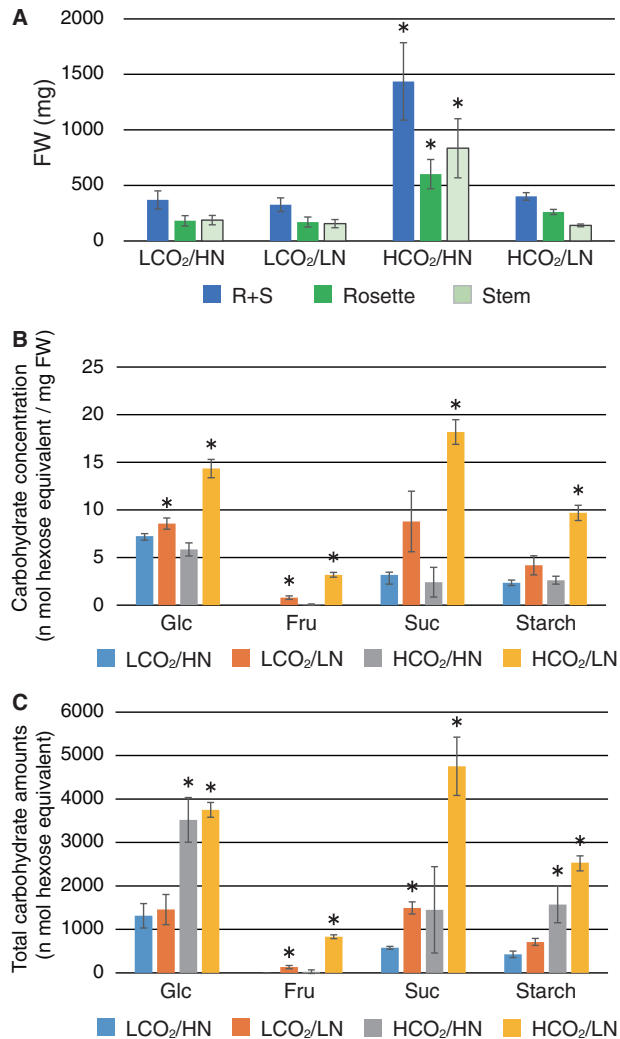 A
FW (mg)
2000
1500
1000
500
0
* * *
LCO₂/HN LCO₂/LN HCO₂/HN HCO₂/LN
R+S Rosette Stem
B
Carbohydrate concentration
(n mol hexose equivalent / mg FW)
25
20
15
10
5
0
* * * * * *
Glc Fru Suc Starch
LCO₂/HN LCO₂/LN HCO₂/HN HCO₂/LN
C
Total carbohydrate amounts
(n mol hexose equivalent)
6000
5000
4000
3000
2000
1000
0
* * * * * * * *
Glc Fru Suc Starch
LCO₂/HN LCO₂/LN HCO₂/HN HCO₂/LN